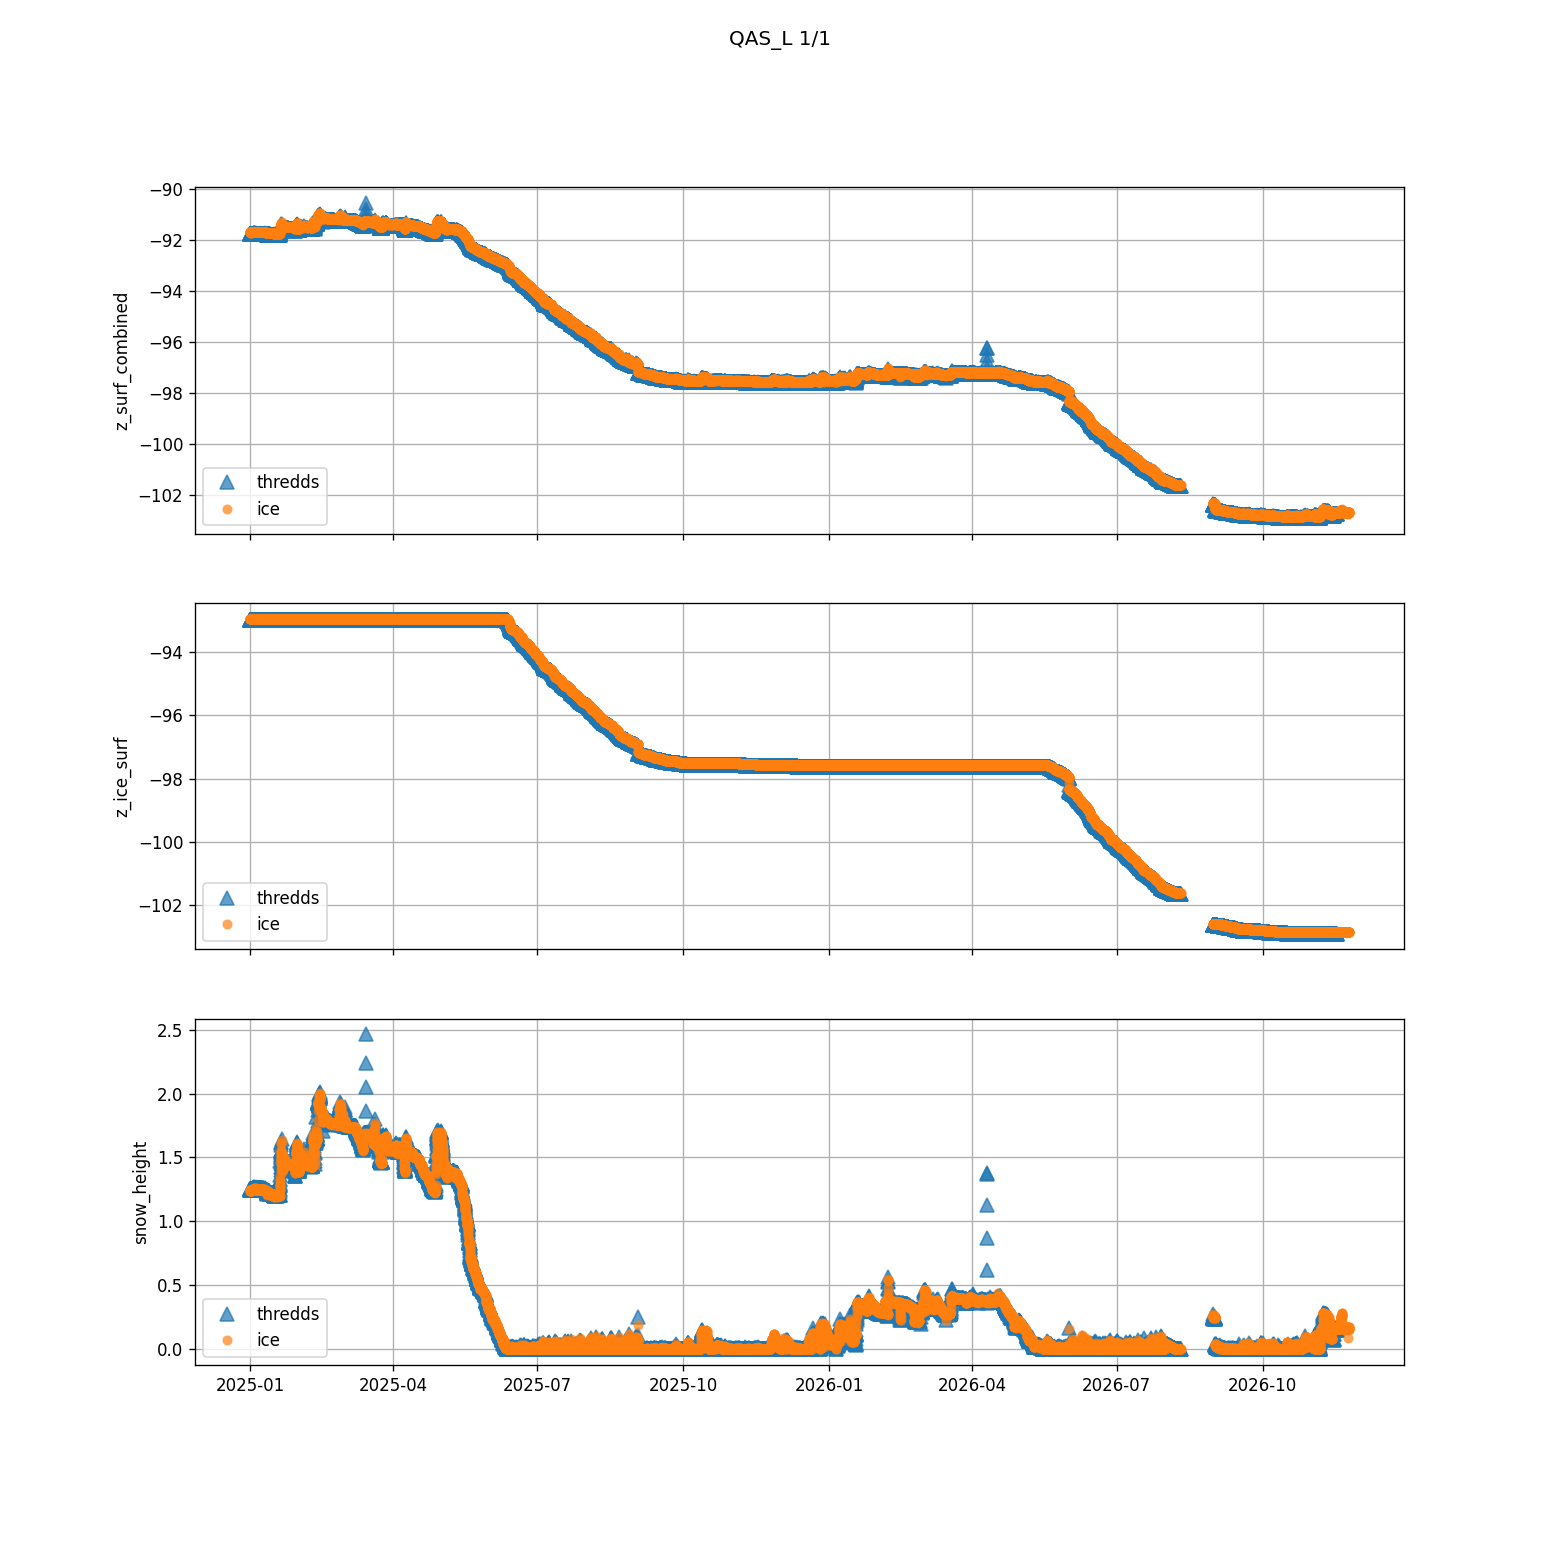 QAS_L 1/1
−90
−92
−94
−96
−98
−100
−102
z_surf_combined
thredds
ice
−94
−96
−98
−100
−102
z_ice_surf
thredds
ice
2.5
2.0
1.5
1.0
0.5
0.0
snow_height
thredds
ice
2025-01 2025-04 2025-07 2025-10 2026-01 2026-04 2026-07 2026-10